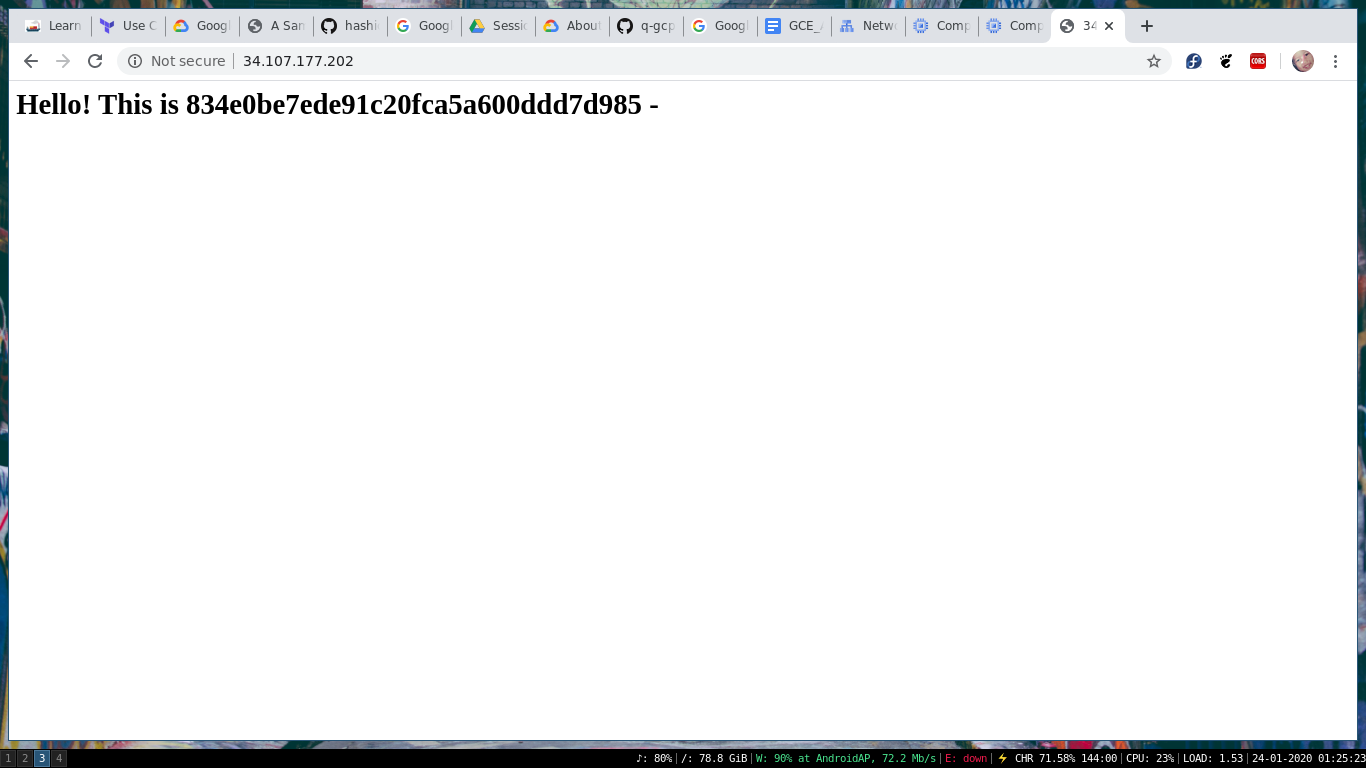 Learn Use C Googl A San hashi Googl Sessio About q-gcp Googl GCE_ Netwo Comp Comp 34
Not secure 34.107.177.202 CORS
Hello! This is 834e0be7ede91c20fca5a600ddd7d985 -
1 2 3 4 ♪: 80% /: 78.8 GiB W: 90% at AndroidAP, 72.2 Mb/s E: down ⚡ CHR 71.58% 144:00 CPU: 23% LOAD: 1.53 24-01-2020 01:25:23